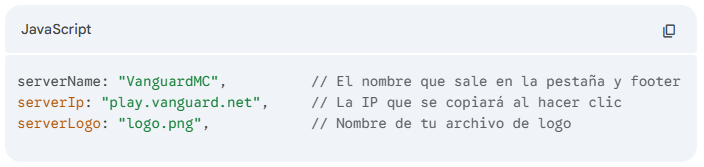 JavaScript
serverName: "VanguardMC",          // El nombre que sale en la pestaña y footer
serverIp: "play.vanguard.net",     // La IP que se copiará al hacer clic
serverLogo: "logo.png",            // Nombre de tu archivo de logo